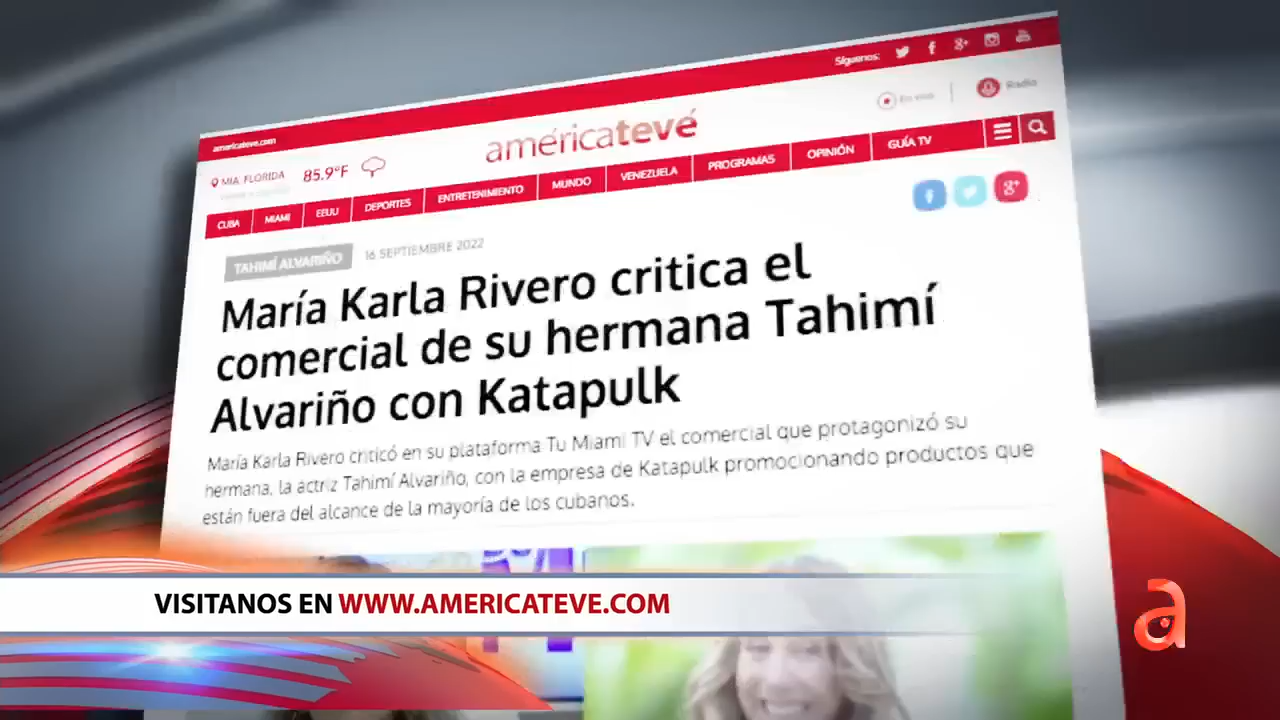 americateve.com
Síguenos:
américatevé
En vivo
Radio
MIA, FLORIDA
85.9°F
CUBA
MIAMI
EEUU
DEPORTES
ENTRETENIMIENTO
MUNDO
VENEZUELA
PROGRAMAS
OPINIÓN
GUÍA TV
TAHIMÍ ALVARIÑO
16 SEPTIEMBRE 2022
María Karla Rivero critica el
comercial de su hermana Tahimí
Alvariño con Katapulk
María Karla Rivero criticó en su plataforma Tu Miami TV el comercial que protagonizó su
hermana, la actriz Tahimí Alvariño, con la empresa de Katapulk promocionando productos que
están fuera del alcance de la mayoría de los cubanos.
VISITANOS EN WWW.AMERICATEVE.COM
a